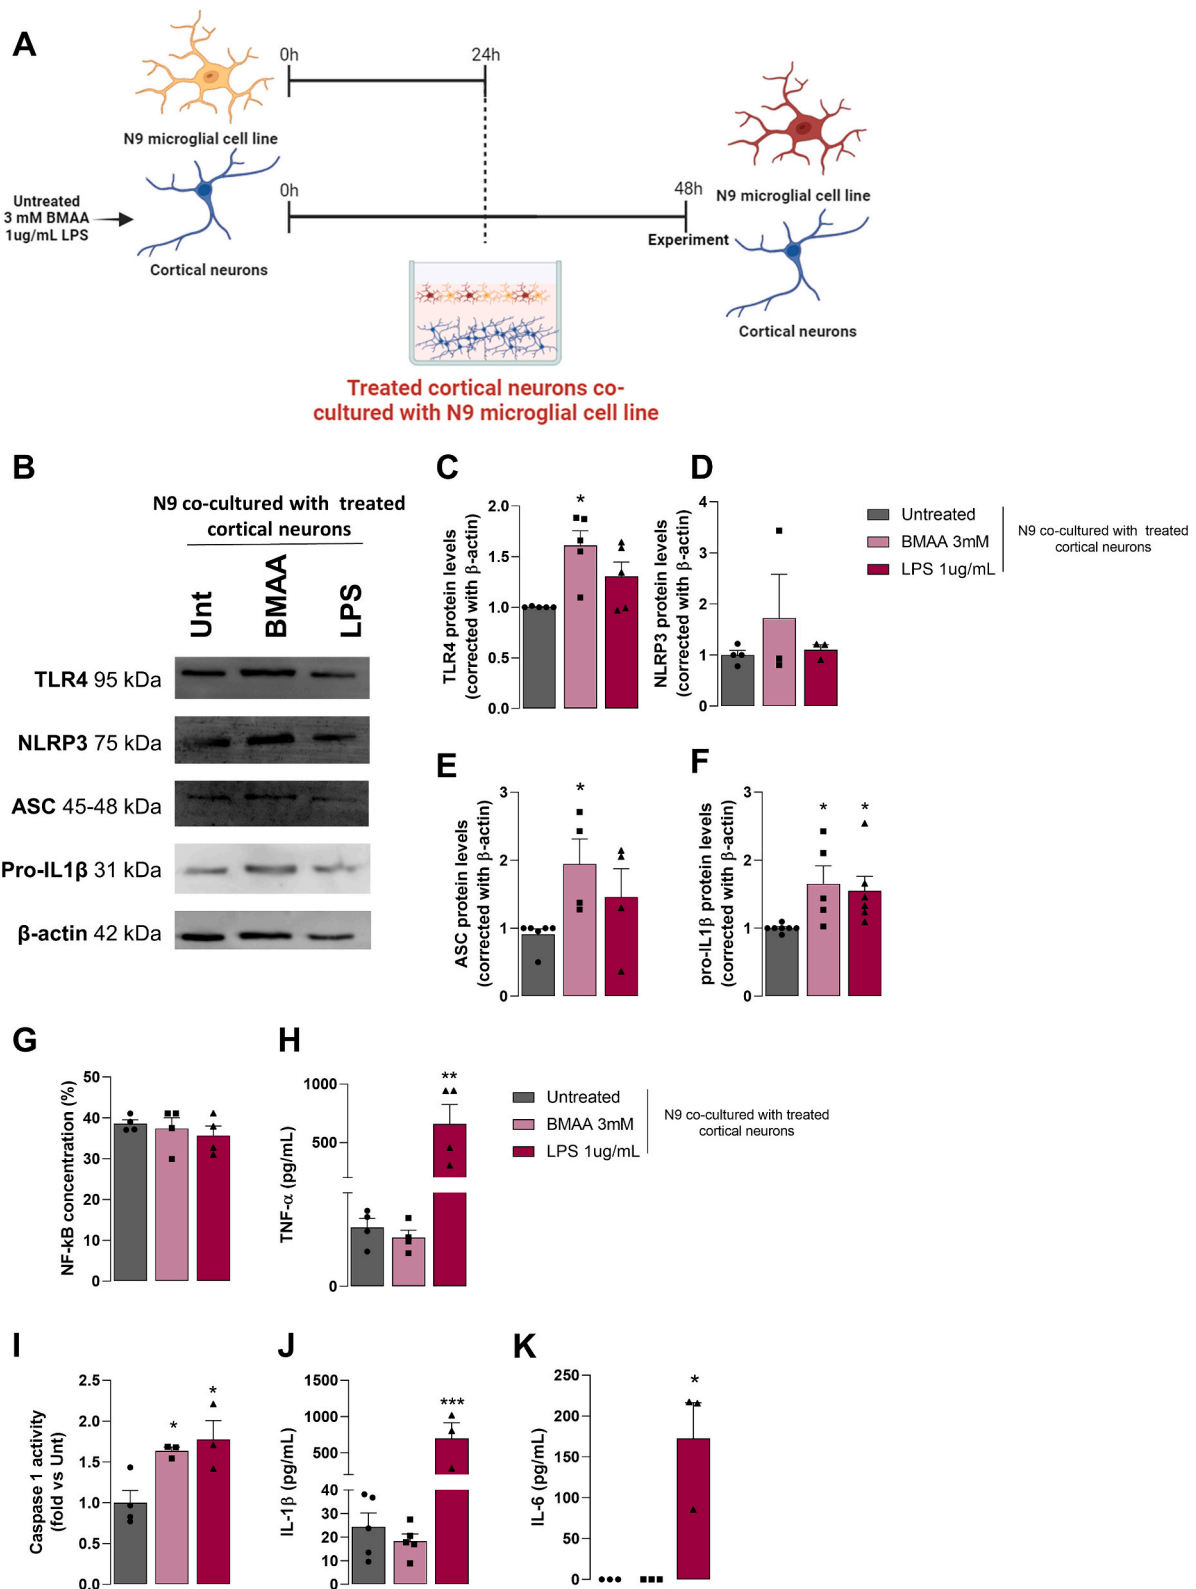 A
0h
24h
N9 microglial cell line
Untreated
3 mM BMAA
1ug/mL LPS
0h
48h
Experiment
N9 microglial cell line
Cortical neurons
Cortical neurons
Treated cortical neurons co-
cultured with N9 microglial cell line
B
N9 co-cultured with treated
cortical neurons
Unt
BMAA
LPS
TLR4 95 kDa
NLRP3 75 kDa
ASC 45-48 kDa
Pro-IL1β 31 kDa
β-actin 42 kDa
C
TLR4 protein levels
(corrected with β-actin)
2.0
1.5
1.0
0.5
0.0
*
D
NLRP3 protein levels
(corrected with β-actin)
4
3
2
1
0
Untreated
BMAA 3mM
LPS 1ug/mL
N9 co-cultured with treated
cortical neurons
E
ASC protein levels
(corrected with β-actin)
3
2
1
0
*
F
pro-IL1β protein levels
(corrected with β-actin)
3
2
1
0
*
*
G
NF-kB concentration (%)
50
40
30
20
10
0
H
TNF-α (pg/mL)
1000
500
0
**
Untreated
BMAA 3mM
LPS 1ug/mL
N9 co-cultured with treated
cortical neurons
I
Caspase 1 activity
(fold vs Unt)
2.5
2.0
1.5
1.0
0.5
0.0
*
*
J
IL-1β (pg/mL)
1500
1000
500
40
30
20
10
0
***
K
IL-6 (pg/mL)
250
200
150
100
50
0
*